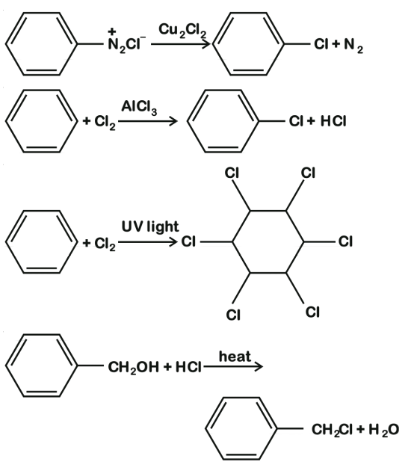 N₂Cl⁻ + Cu₂Cl₂ Cl + N₂
+ Cl₂ AlCl₃ Cl + HCl
Cl Cl
+ Cl₂ UV light Cl Cl
Cl Cl
CH₂OH + HCl heat
CH₂Cl + H₂O